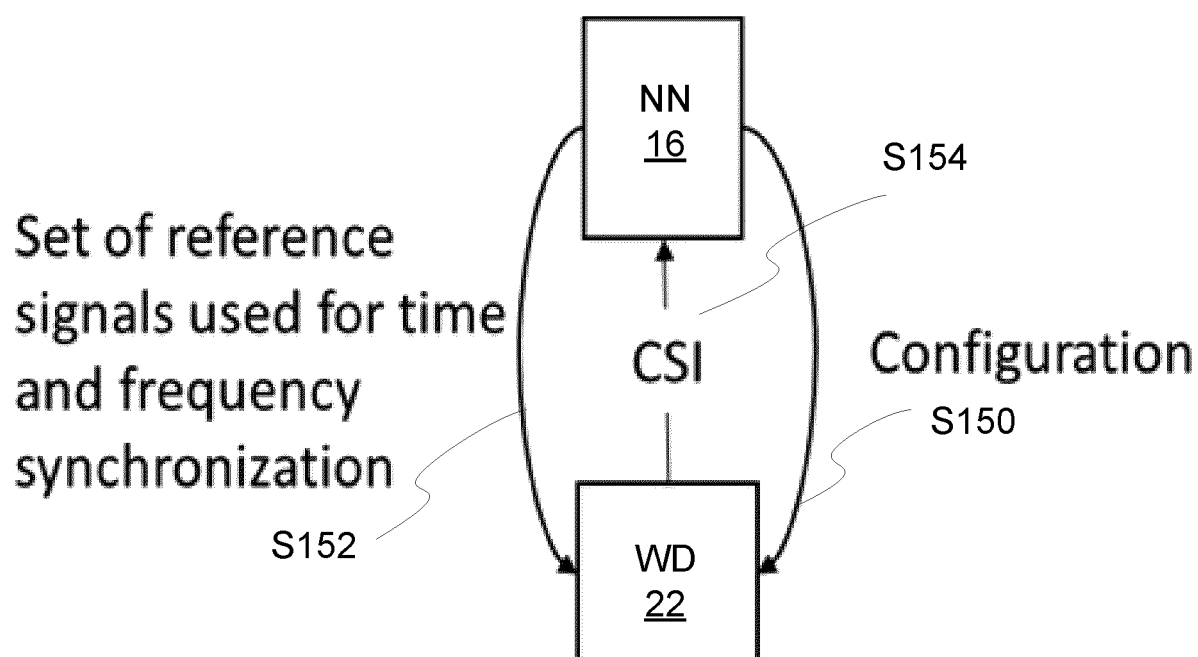 NN
16
S154
Set of reference
signals used for time
and frequency
synchronization
CSI
Configuration
S150
S152
WD
22